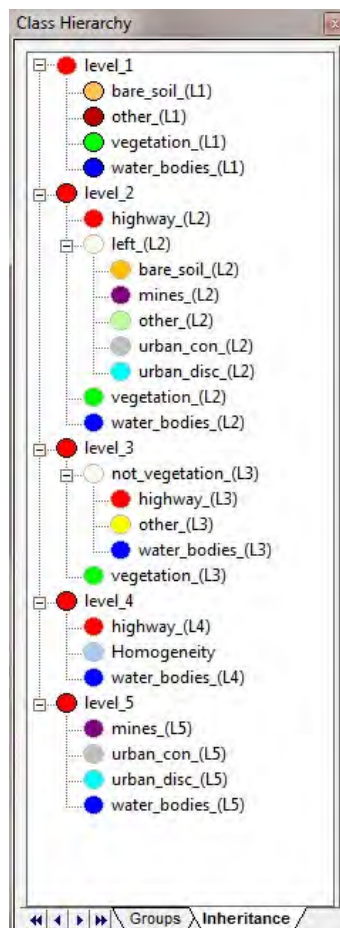 Class Hierarchy
level_1
bare_soil_(L1)
other_(L1)
vegetation_(L1)
water_bodies_(L1)
level_2
highway_(L2)
left_(L2)
bare_soil_(L2)
mines_(L2)
other_(L2)
urban_con_(L2)
urban_disc_(L2)
vegetation_(L2)
water_bodies_(L2)
level_3
not_vegetation_(L3)
highway_(L3)
other_(L3)
water_bodies_(L3)
vegetation_(L3)
level_4
highway_(L4)
Homogeneity
water_bodies_(L4)
level_5
mines_(L5)
urban_con_(L5)
urban_disc_(L5)
water_bodies_(L5)
Groups Inheritance